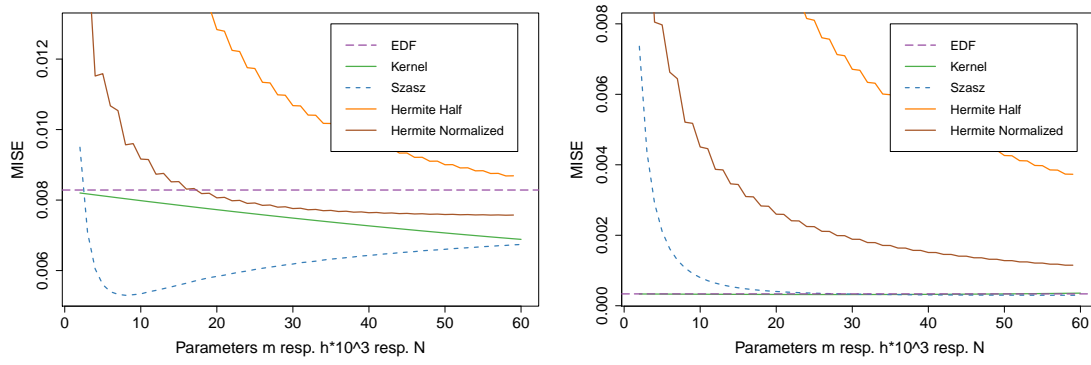 MISE
0.006
0.008
0.010
0.012
0
10
20
30
40
50
60
Parameters m resp. h*10^3 resp. N
EDF
Kernel
Szasz
Hermite Half
Hermite Normalized
MISE
0.000
0.002
0.004
0.006
0.008
0
10
20
30
40
50
60
Parameters m resp. h*10^3 resp. N
EDF
Kernel
Szasz
Hermite Half
Hermite Normalized